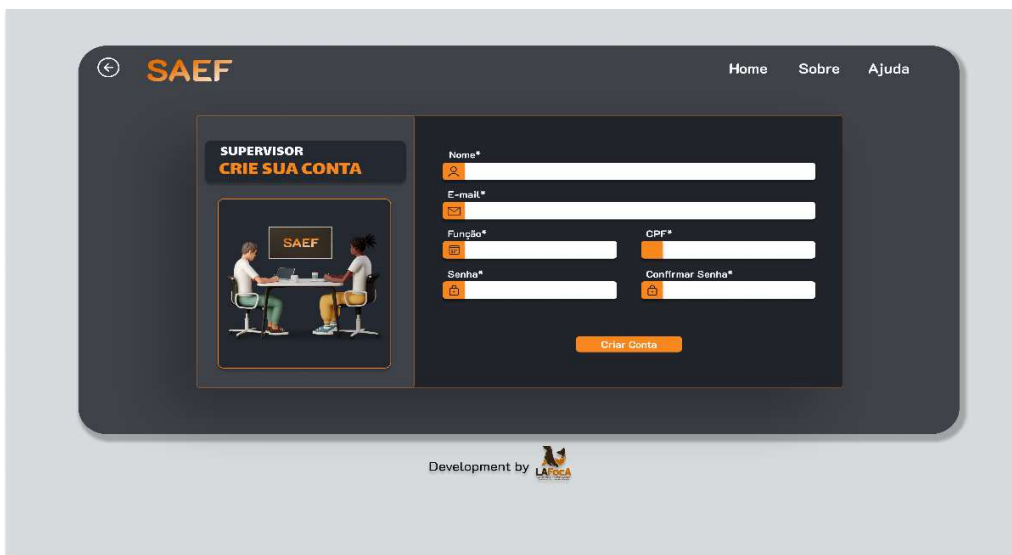 SAEF
Home Sobre Ajuda
SUPERVISOR
CRIE SUA CONTA
SAEF
Nome*
E-mail*
Função* CPF*
Senha* Confirmar Senha*
Criar Conta
Development by LAFocA